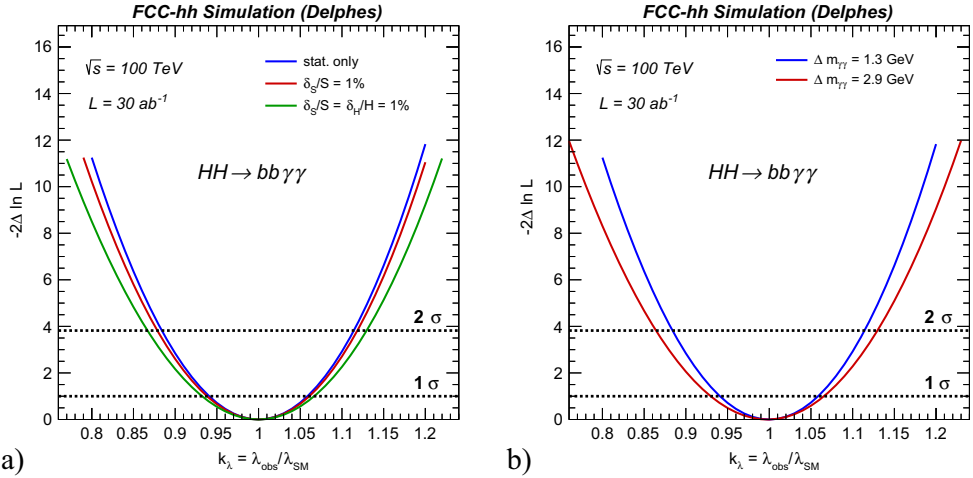 FCC-hh Simulation (Delphes)
-2Δ ln L
16
14
12
10
8
6
4
2
0
√s = 100 TeV
L = 30 ab⁻¹
stat. only
δS/S = 1%
δS/S = δH/H = 1%
HH → bbγγ
2 σ
1 σ
0.8 0.85 0.9 0.95 1 1.05 1.1 1.15 1.2
kλ = λobs/λSM
a)
FCC-hh Simulation (Delphes)
-2Δ ln L
16
14
12
10
8
6
4
2
0
√s = 100 TeV
L = 30 ab⁻¹
Δ mγγ = 1.3 GeV
Δ mγγ = 2.9 GeV
HH → bbγγ
2 σ
1 σ
0.8 0.85 0.9 0.95 1 1.05 1.1 1.15 1.2
kλ = λobs/λSM
b)